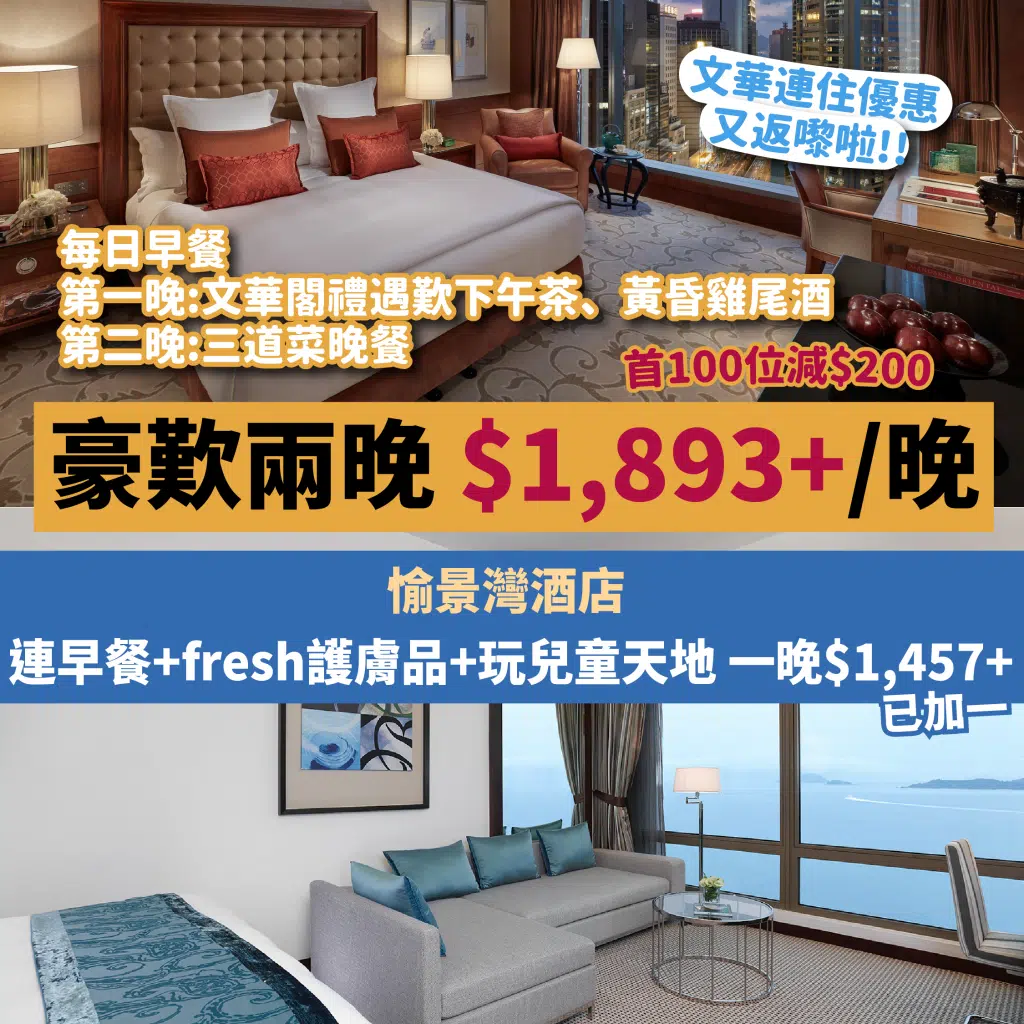 文華連住優惠
又返嚟啦!!
每日早餐
第一晚:文華閣禮遇歎下午茶、黃昏雞尾酒
第二晚:三道菜晚餐
首100位減$200
豪歎兩晚 $1,893+/晚
愉景灣酒店
連早餐+fresh護膚品+玩兒童天地 一晚$1,457+
已加一